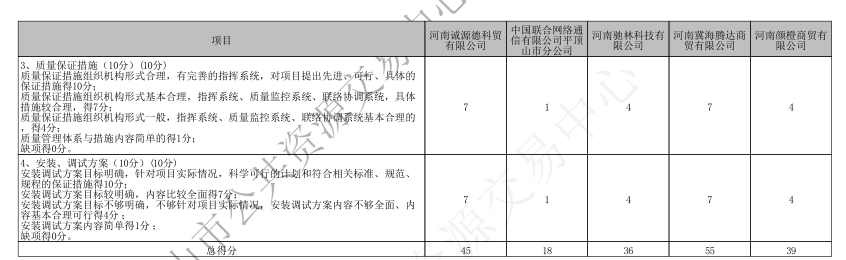 项目
河南诚源德科贸有限公司
中国联合网络通信有限公司平顶山市分公司
河南驰林科技有限公司
河南冀海腾达商贸有限公司
河南颜橙商贸有限公司
3、质量保证措施（10分）(10分)
质量保证措施组织机构形式合理，有完善的指挥系统，对项目提出先进、可行、具体的
保证措施得10分；
质量保证措施组织机构形式基本合理，指挥系统、质量监控系统、联络协调系统，具体
措施较合理，得7分；
质量保证措施组织机构形式一般，指挥系统、质量监控系统、联络协调系统基本合理的
，得4分；
质量管理体系与措施内容简单的得1分；
缺项得0分。
7 1 4 7 4
4、安装、调试方案（10分）(10分)
安装调试方案目标明确，针对项目实际情况，科学可行的计划和符合相关标准、规范、
规程的保证措施得10分；
安装调试方案目标较明确，内容比较全面得7分；
安装调试方案目标不够明确，不够针对项目实际情况，安装调试方案内容不够全面、内
容基本合理可行得4分；
安装调试方案内容简单得1分；
缺项得0分。
7 1 4 7 4
总得分 45 18 36 55 39
山市公共资源交易中心
资源交易中心